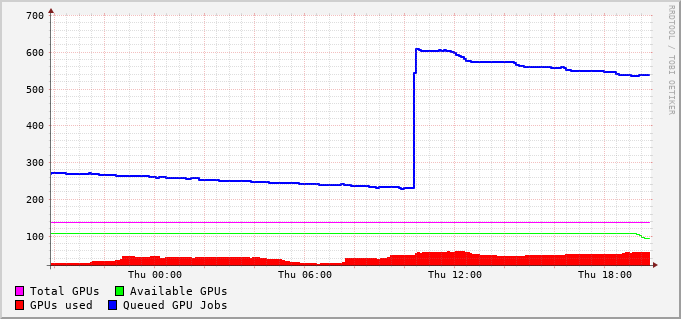 RRDTOOL / TOBI OETIKER
700
600
500
400
300
200
100
Thu 00:00 Thu 06:00 Thu 12:00 Thu 18:00
Total GPUs Available GPUs
GPUs used Queued GPU Jobs